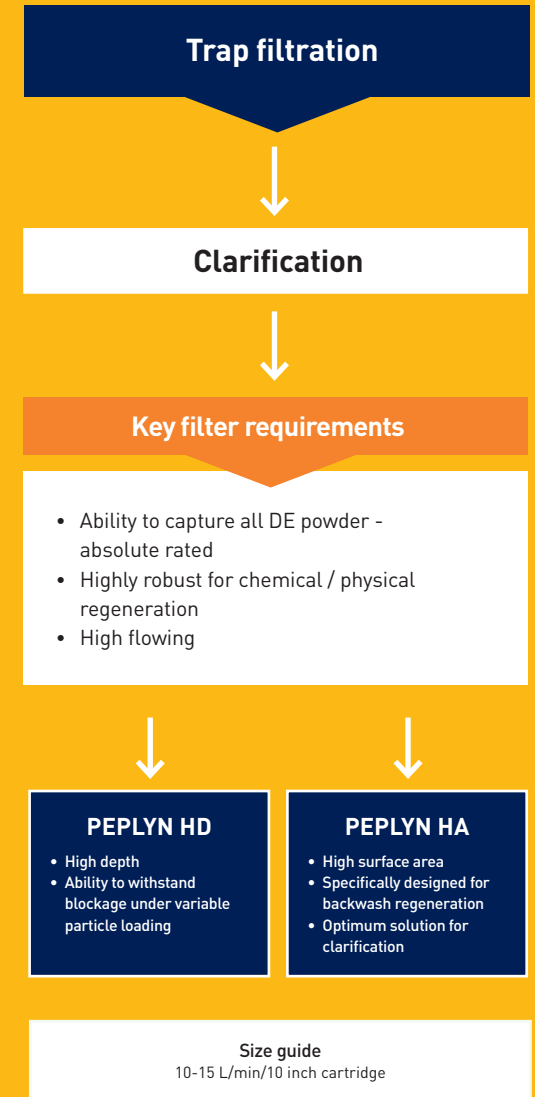 Trap filtration
Clarification
Key filter requirements
• Ability to capture all DE powder -
absolute rated
• Highly robust for chemical / physical
regeneration
• High flowing
PEPLYN HD
• High depth
• Ability to withstand
blockage under variable
particle loading
PEPLYN HA
• High surface area
• Specifically designed for
backwash regeneration
• Optimum solution for
clarification
Size guide
10-15 L/min/10 inch cartridge